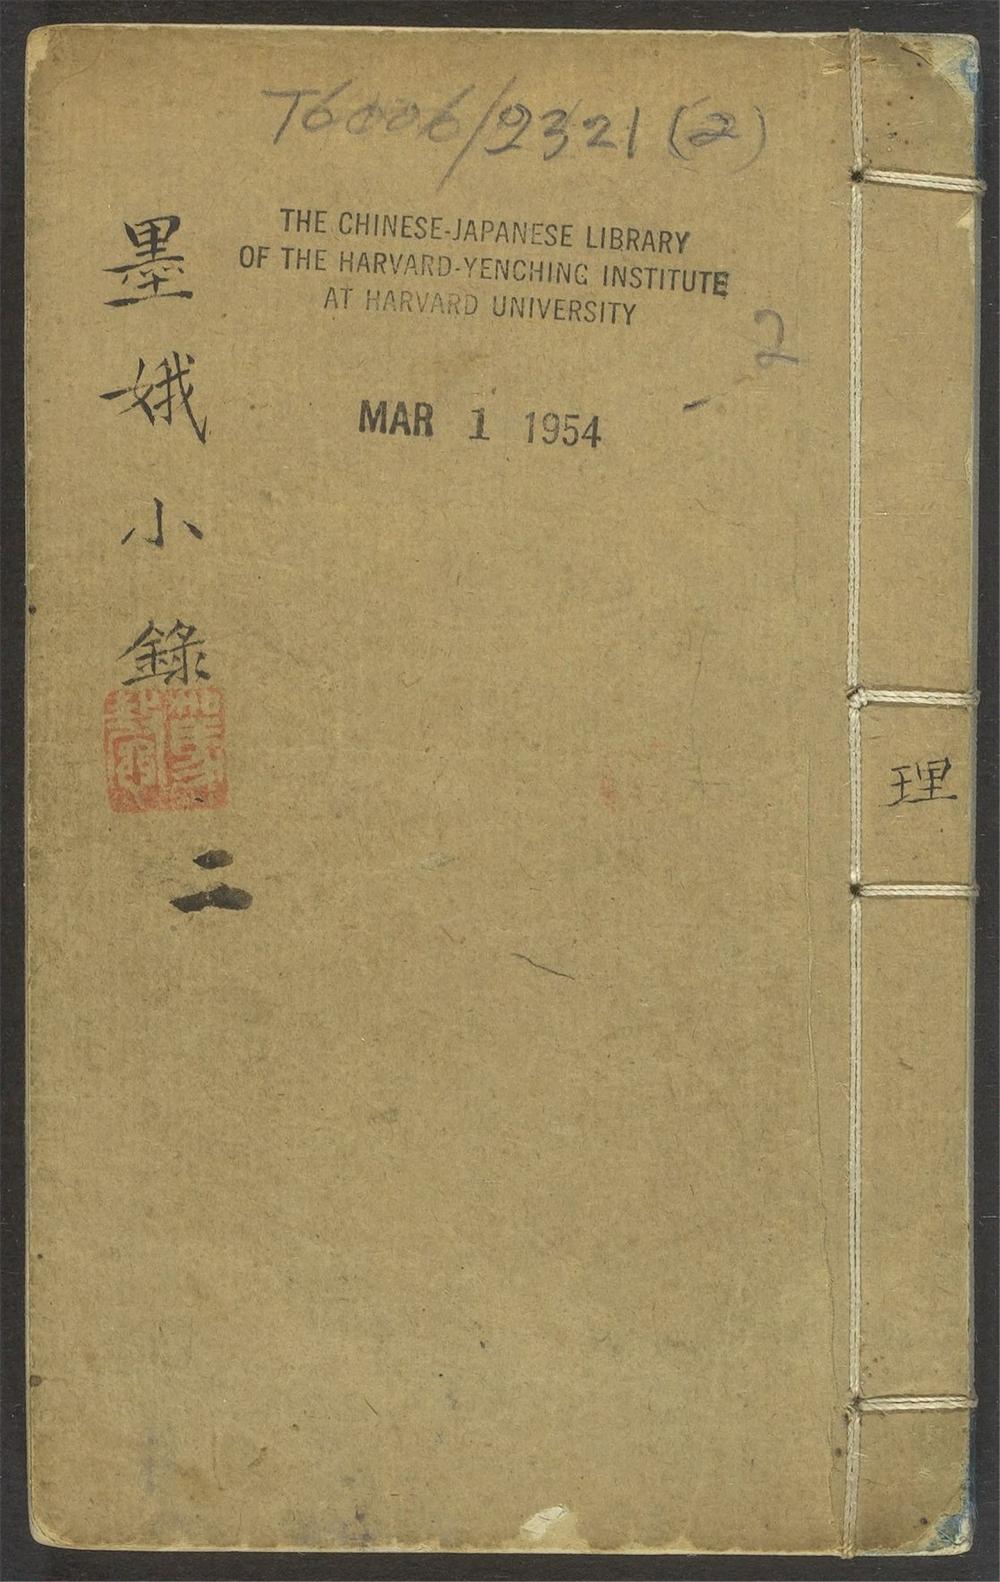 T6006/2321 (2)
THE CHINESE-JAPANESE LIBRARY
OF THE HARVARD-YENCHING INSTITUTE
AT HARVARD UNIVERSITY
2
MAR 1 1954
墨娥小錄
二
理